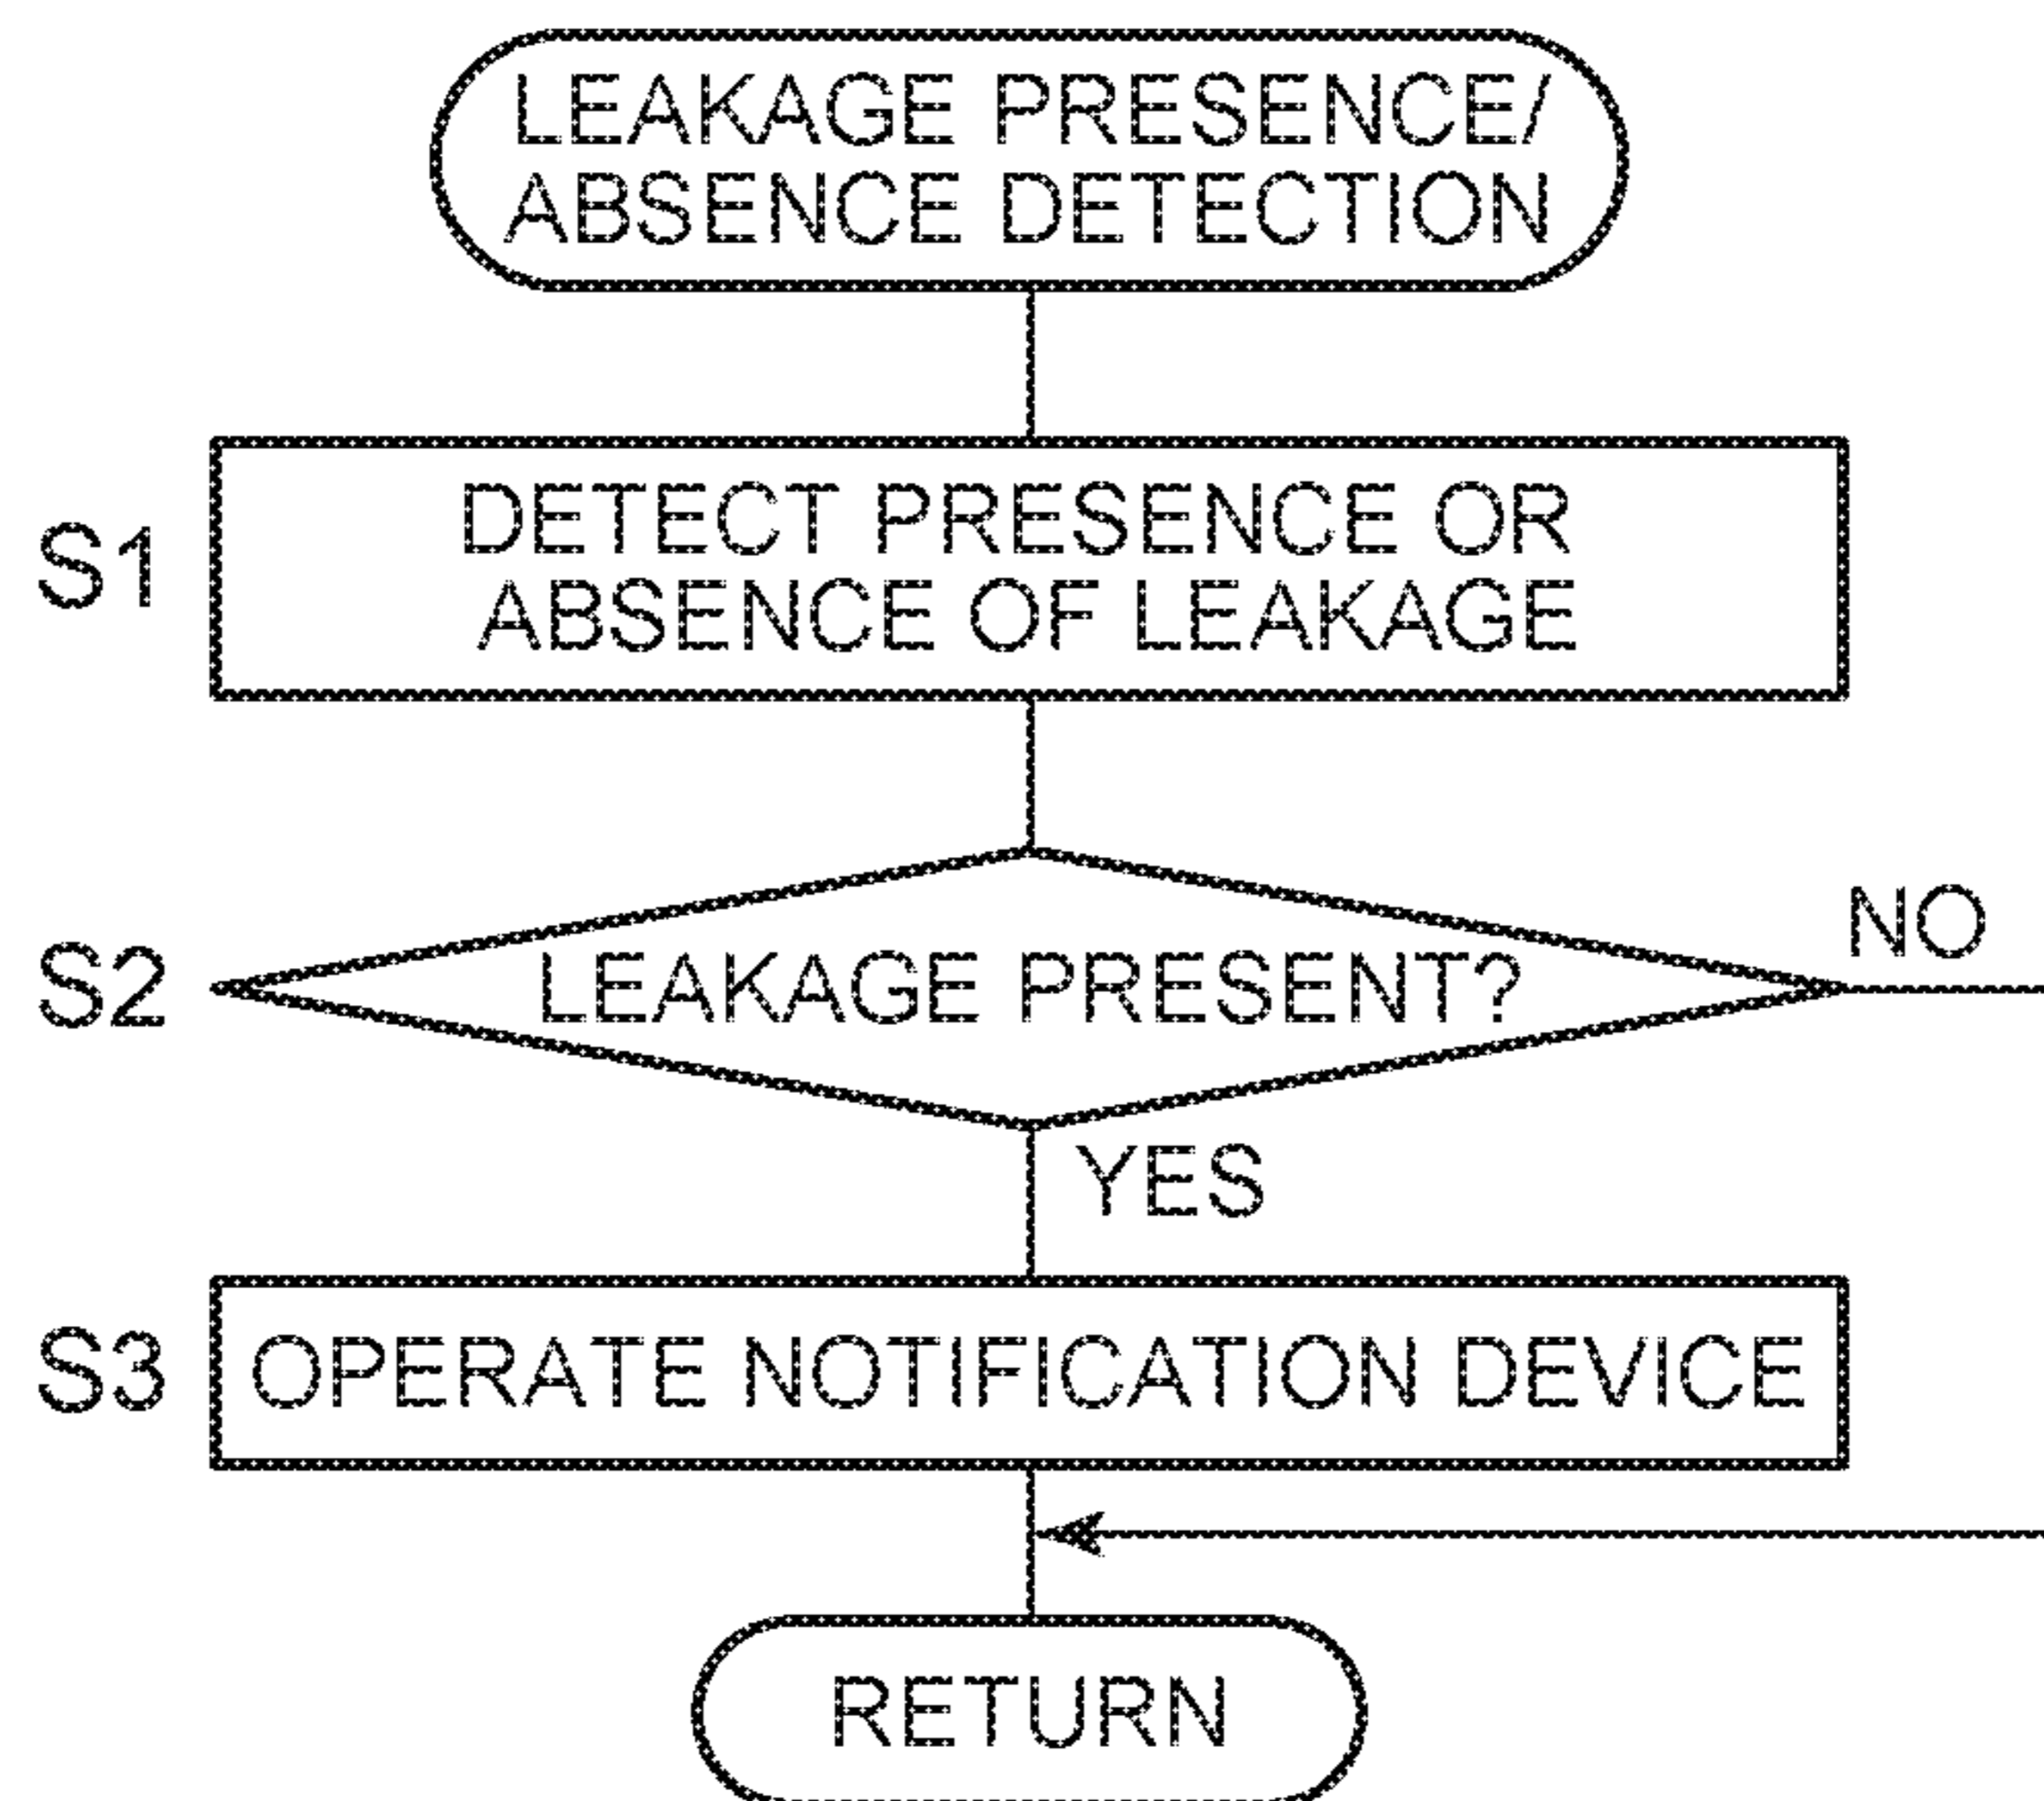 LEAKAGE PRESENCE/
ABSENCE DETECTION
S1
DETECT PRESENCE OR
ABSENCE OF LEAKAGE
S2
LEAKAGE PRESENT?
NO
YES
S3
OPERATE NOTIFICATION DEVICE
RETURN